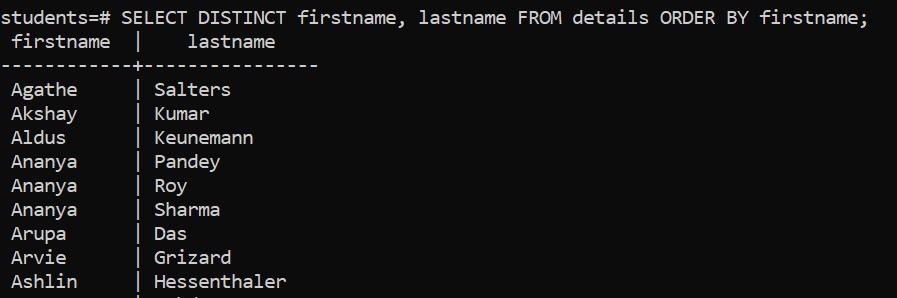 students=# SELECT DISTINCT firstname, lastname FROM details ORDER BY firstname;
 firstname  |    lastname
------------+----------------
 Agathe     | Salters
 Akshay     | Kumar
 Aldus      | Keunemann
 Ananya     | Pandey
 Ananya     | Roy
 Ananya     | Sharma
 Arupa      | Das
 Arvie      | Grizard
 Ashlin     | Hessenthaler